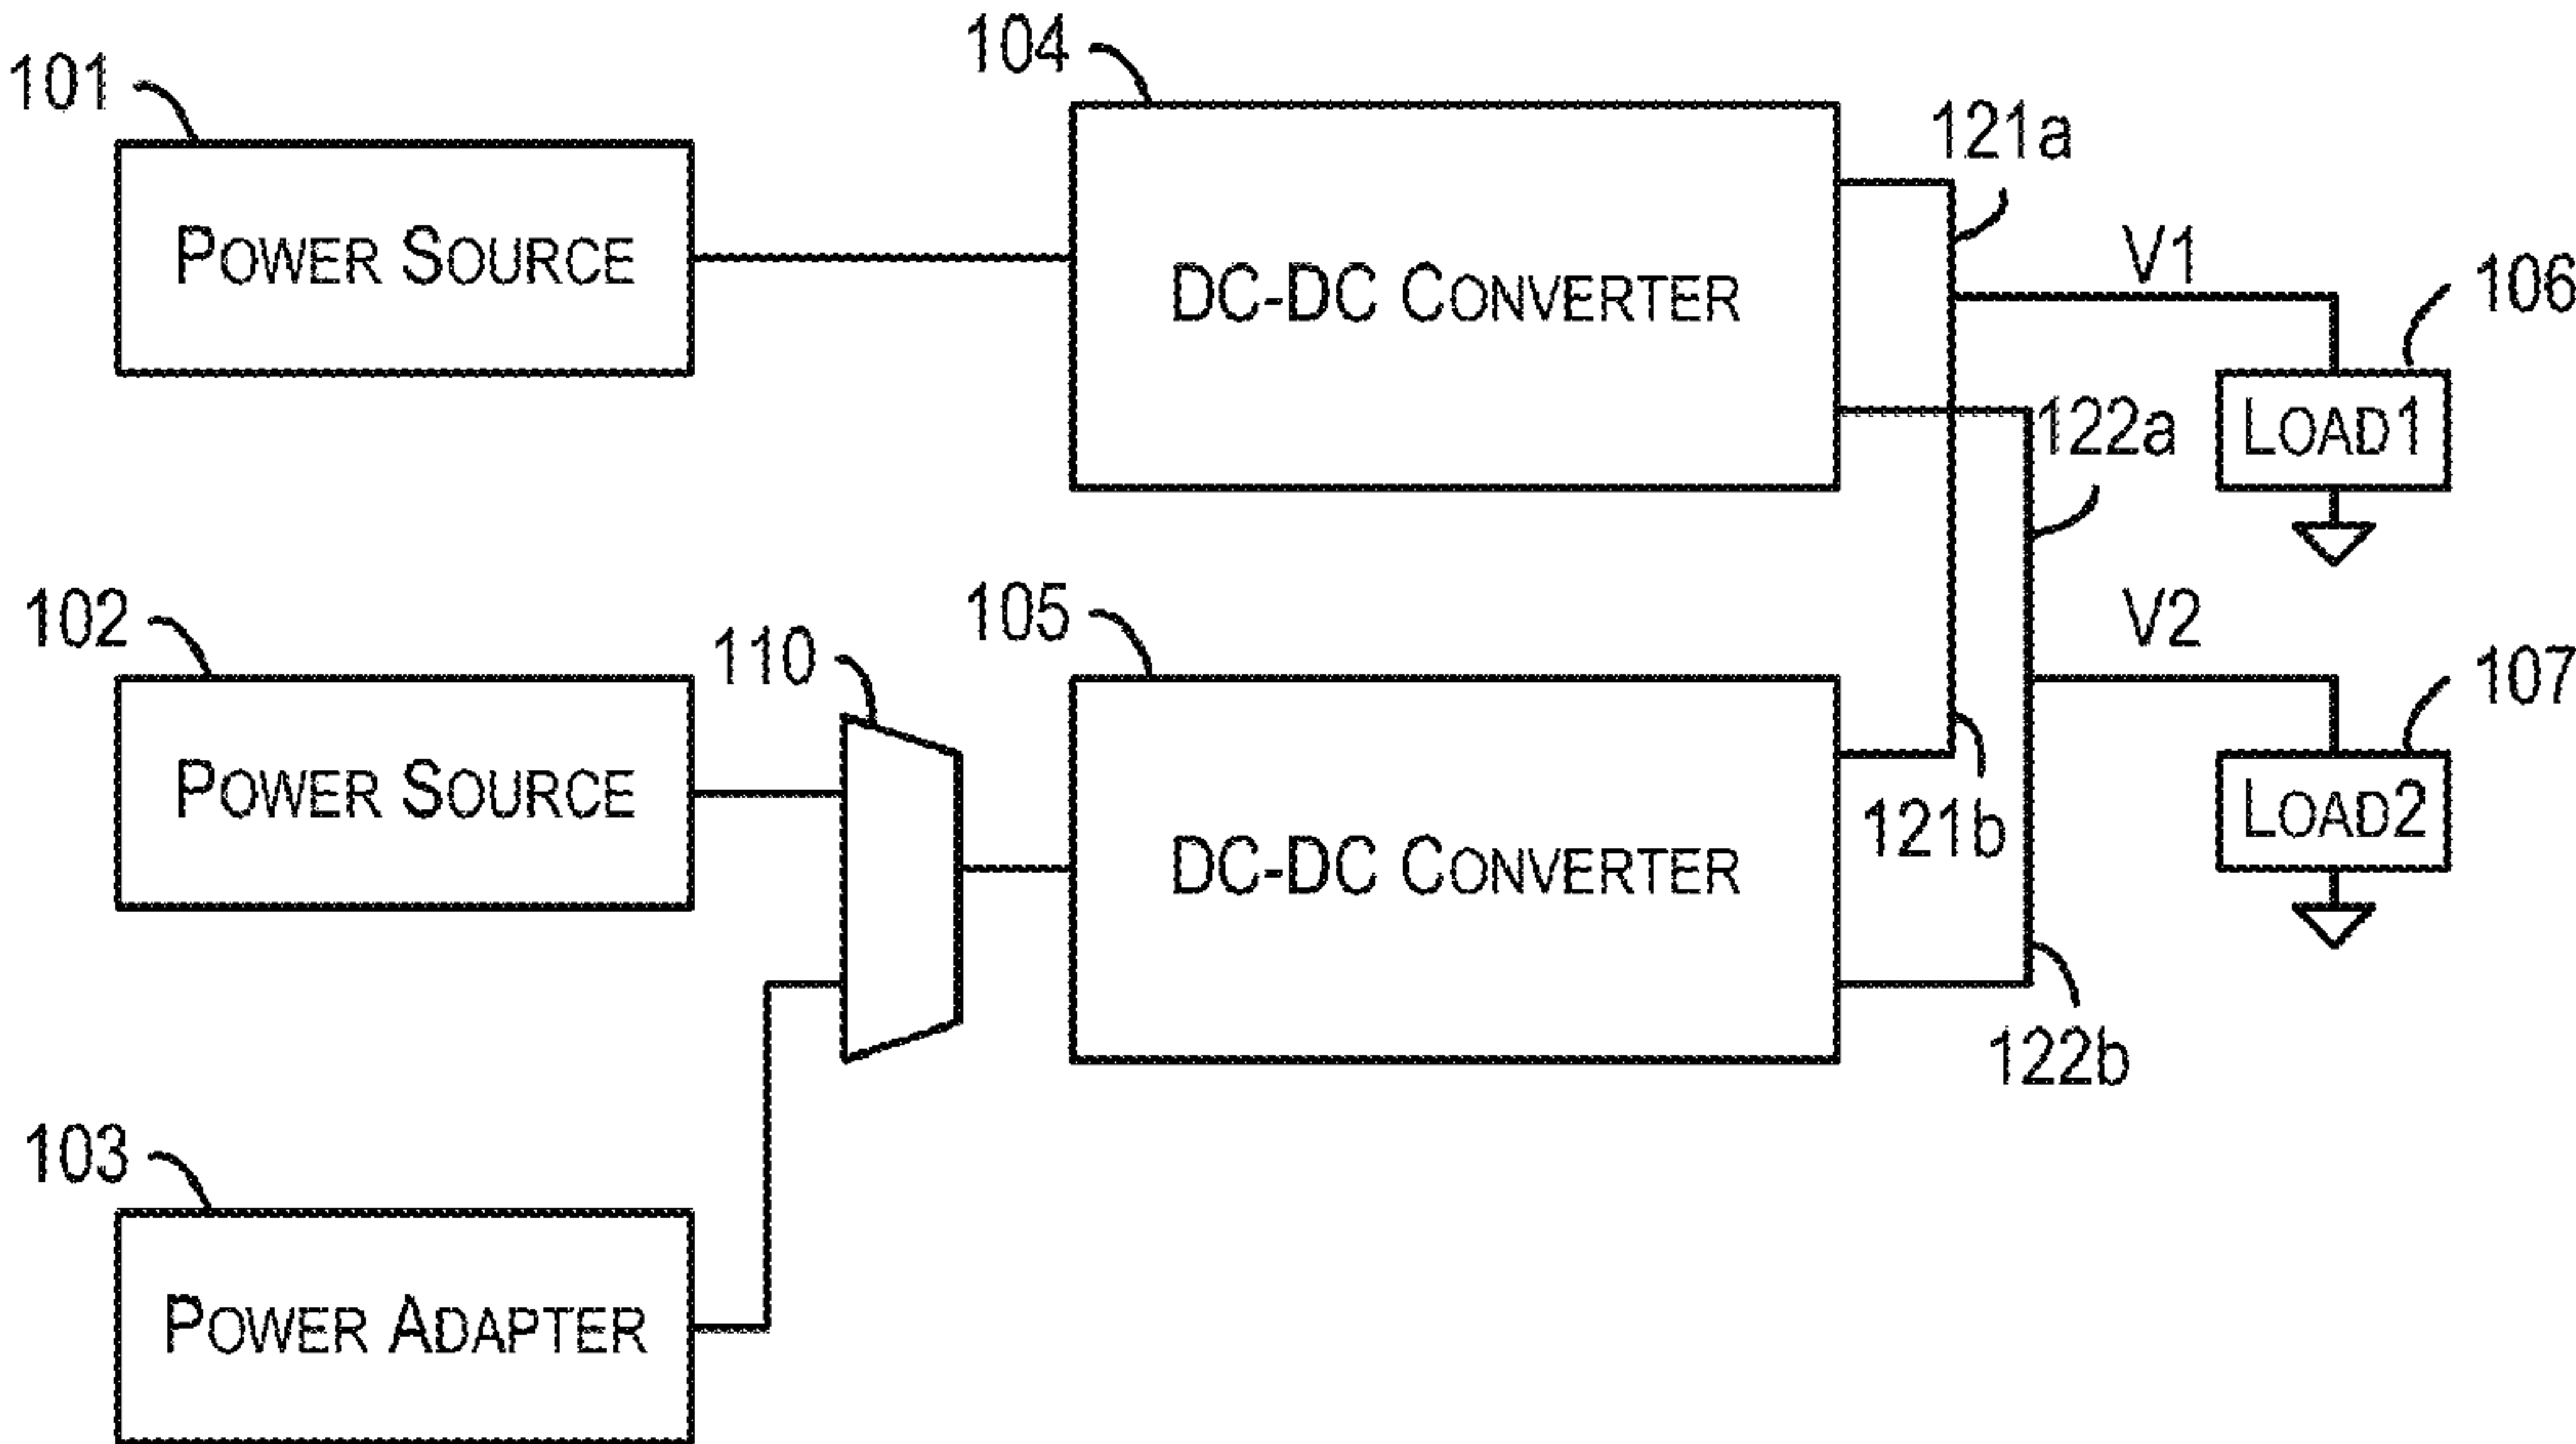 104
101
121a
POWER SOURCE
DC-DC CONVERTER
V1
106
122a
LOAD1
102
110
105
V2
107
POWER SOURCE
DC-DC CONVERTER
121b
LOAD2
122b
103
POWER ADAPTER